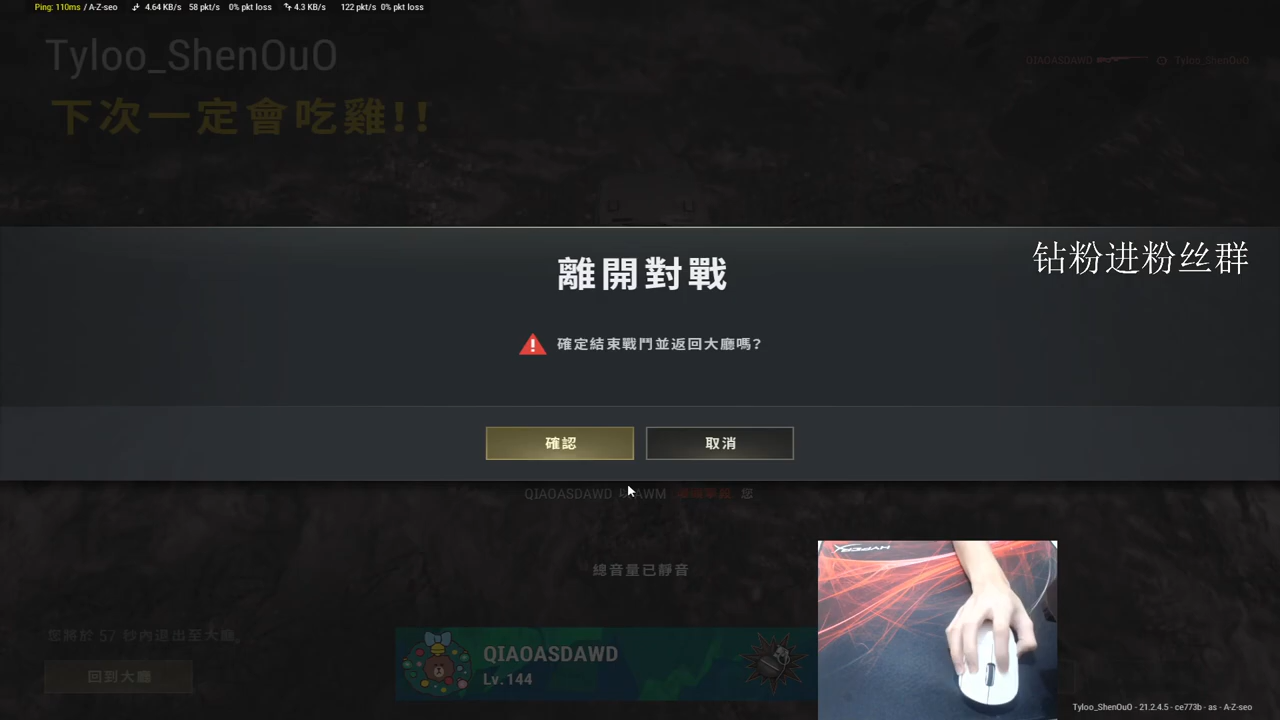 Ping: 110ms / A-Z-seo 4.64 KB/s 58 pkt/s 0% pkt loss 4.3 KB/s 122 pkt/s 0% pkt loss
Tyloo_ShenOuO
QIAOASDAWD Tyloo_ShenOuO
下次一定會吃雞!!
離開對戰
钻粉进粉丝群
確定結束戰鬥並返回大廳嗎?
確認 取消
QIAOASDAWD 以 AWM 您
總音量已靜音
您將於 57 秒內退出至大廳。
QIAOASDAWD
Lv. 144
回到大廳
Tyloo_ShenOuO - 21.2.4.5 - ce773b - as - A-Z-seo